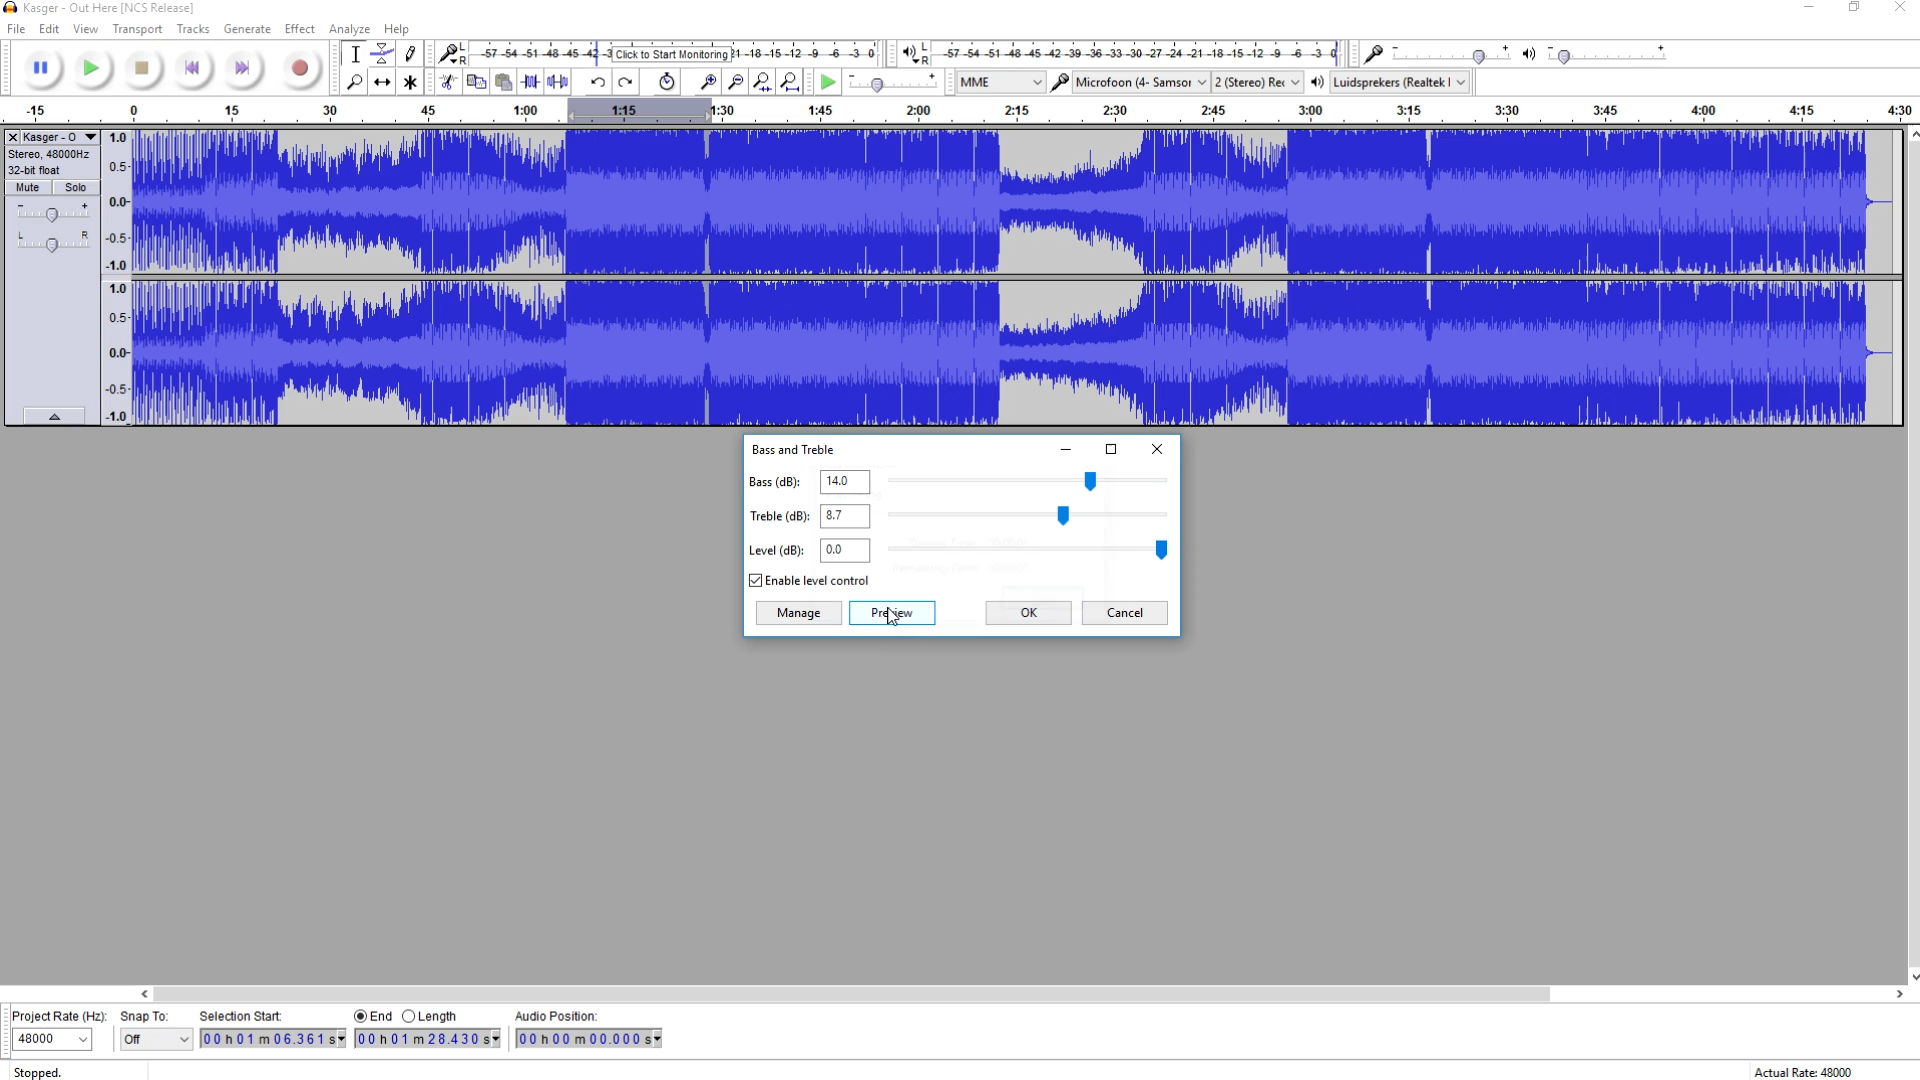 Kasger - Out Here [NCS Release]
File Edit View Transport Tracks Generate Effect Analyze Help
L R -57 -54 -51 -48 -45 -42 -3 Click to Start Monitoring 21 -18 -15 -12 -9 -6 -3 0 L R -57 -54 -51 -48 -45 -42 -39 -36 -33 -30 -27 -24 -21 -18 -15 -12 -9 -6 -3 0 - + - +
- + MME Microfoon (4- Samsor 2 (Stereo) Rec Luidsprekers (Realtek I
-15 0 15 30 45 1:00 1:15 1:30 1:45 2:00 2:15 2:30 2:45 3:00 3:15 3:30 3:45 4:00 4:15 4:30
Kasger - O 1.0
Stereo, 48000Hz
32-bit float 0.5-
Mute Solo
- + 0.0-
L R -0.5-
-1.0
1.0
0.5-
0.0-
-0.5-
-1.0
Bass and Treble
Bass (dB): 14.0
Treble (dB): 8.7
Level (dB): 0.0
Enable level control
Manage Preview OK Cancel
Project Rate (Hz): Snap To: Selection Start: End Length Audio Position:
48000 Off 00 h 01 m 06.361 s 00 h 01 m 28.430 s 00 h 00 m 00.000 s
Stopped. Actual Rate: 48000